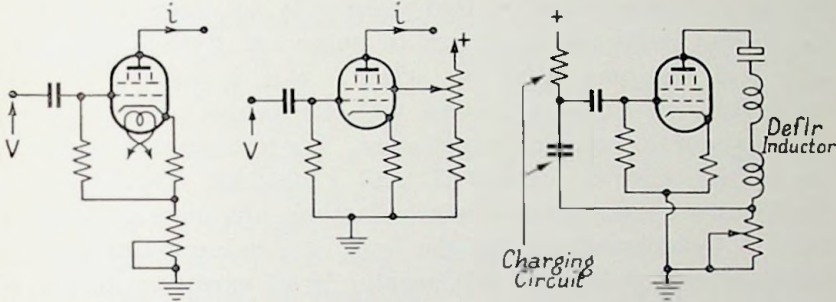 i
V
i
+
V
+
Deflr
Inductor
Charging
Circuit